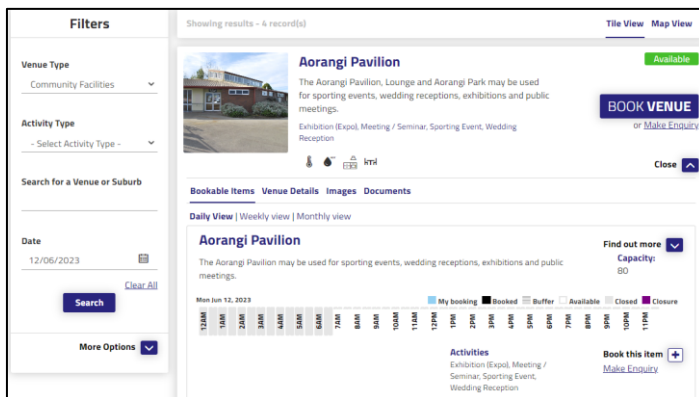 Filters
Venue Type
Community Facilities
Activity Type
- Select Activity Type -
Search for a Venue or Suburb
Date
12/06/2023
Clear All
Search
More Options
Showing results - 4 record(s)
Tile View Map View
Aorangi Pavilion
Available
The Aorangi Pavilion, Lounge and Aorangi Park may be used
for sporting events, wedding receptions, exhibitions and public
meetings.
BOOK VENUE
or Make Enquiry
Exhibition (Expo), Meeting / Seminar, Sporting Event, Wedding
Reception
Close
Bookable Items Venue Details Images Documents
Daily View | Weekly view | Monthly view
Aorangi Pavilion
Find out more
Capacity:
80
The Aorangi Pavilion may be used for sporting events, wedding receptions, exhibitions and public
meetings.
Mon Jun 12, 2023
My booking Booked Buffer Available Closed Closure
12AM 1AM 2AM 3AM 4AM 5AM 6AM 7AM 8AM 9AM 10AM 11AM 12PM 1PM 2PM 3PM 4PM 5PM 6PM 7PM 8PM 9PM 10PM 11PM
Activities
Exhibition (Expo), Meeting /
Seminar, Sporting Event,
Wedding Reception
Book this item
Make Enquiry